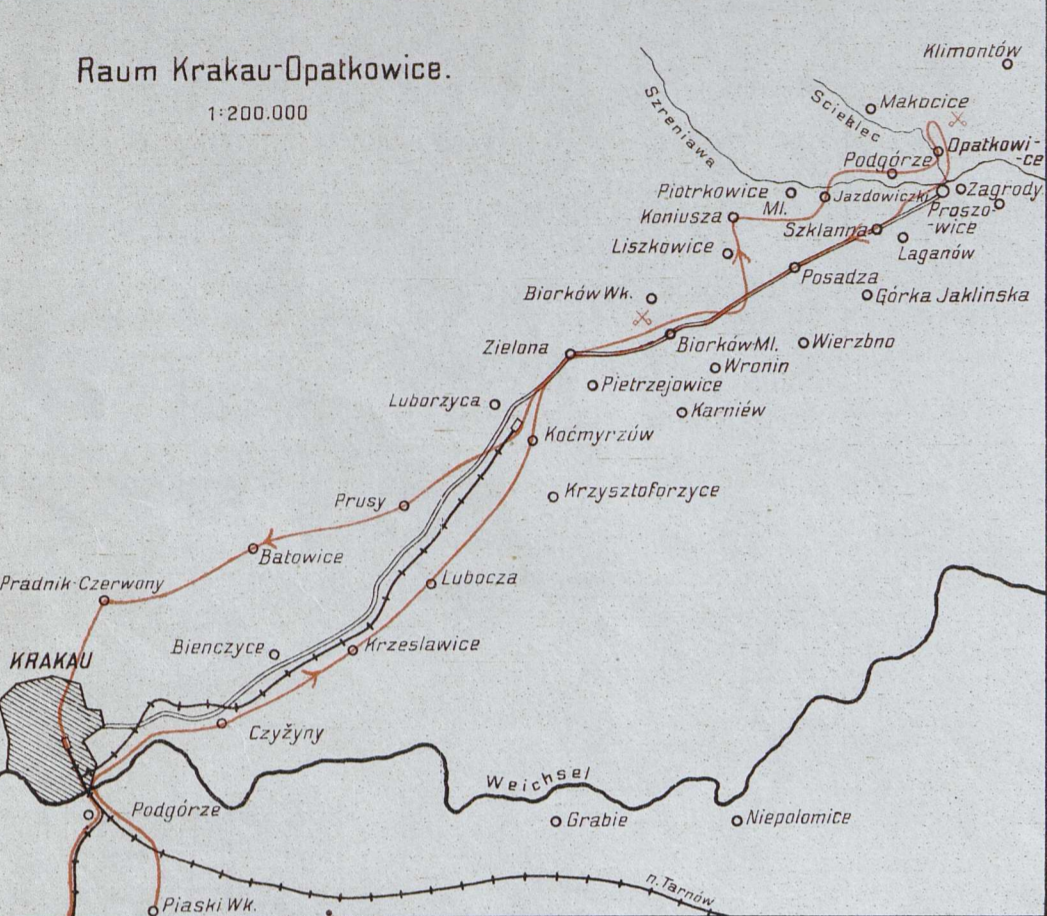 Raum Krakau-Opatkowice.
1:200.000
Klimontów
Makocice
Szreniawa
Scieklec
Opatkowi-
-ce
Podgórze
Piotrkowice
Ml.
Jazdowiczki
Zagrody
Koniusza
Proszo-
-wice
Szklanna
Liszkowice
Laganów
Posadza
Biorków Wk.
Górka Jaklinska
Zielona
Biorków Ml.
Wierzbno
Wronin
Pietrzejowice
Luborzyca
Karniéw
Koćmyrzów
Prusy
Krzysztoforzyce
Batowice
Pradnik-Czerwony
Lubocza
Bienczyce
Krzeslawice
KRAKAU
Czyžyny
Weichsel
Podgórze
Grabie
Niepolomice
n. Tarnów
Piaski Wk.